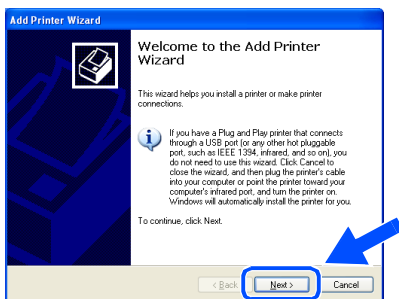 Add Printer Wizard
Welcome to the Add Printer
Wizard
This wizard helps you install a printer or make printer
connections.
If you have a Plug and Play printer that connects
through a USB port (or any other hot pluggable
port, such as IEEE 1394, infrared, and so on), you
do not need to use this wizard. Click Cancel to
close the wizard, and then plug the printer's cable
into your computer or point the printer toward your
computer's infrared port, and turn the printer on.
Windows will automatically install the printer for you.
To continue, click Next.
< Back
Next >
Cancel